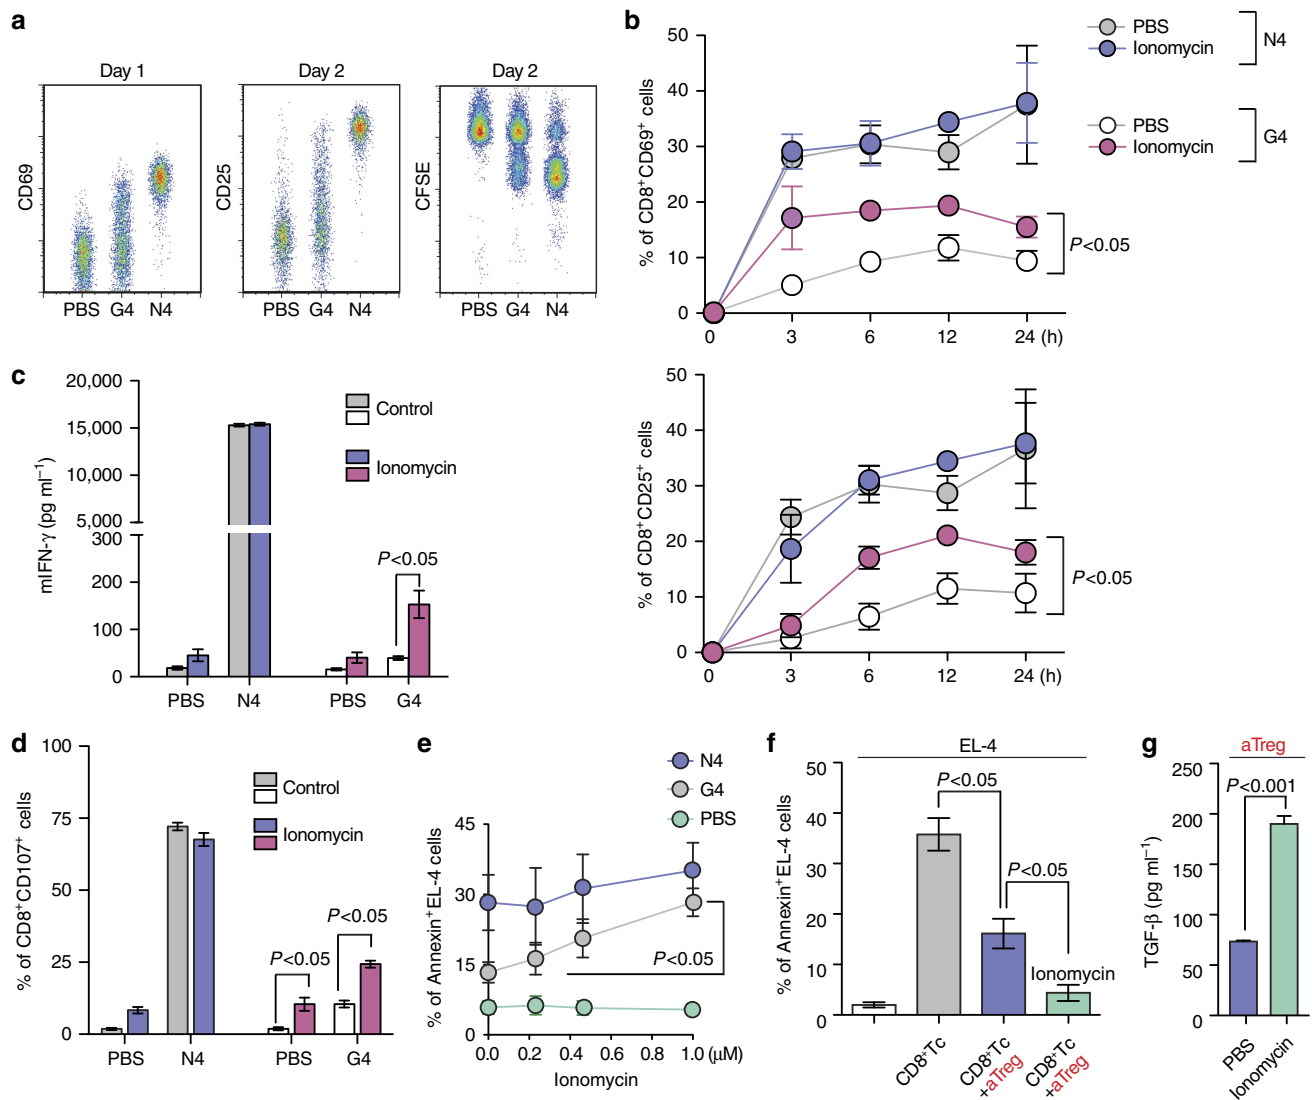 a
Day 1
Day 2
Day 2
CD69
CD25
CFSE
PBS G4 N4
PBS G4 N4
PBS G4 N4
b
PBS
Ionomycin
N4
PBS
Ionomycin
G4
% of CD8⁺CD69⁺ cells
50
40
30
20
10
0
P<0.05
0 3 6 12 24 (h)
% of CD8⁺CD25⁺ cells
50
40
30
20
10
0
P<0.05
0 3 6 12 24 (h)
c
mIFN-γ (pg ml⁻¹)
20,000
15,000
10,000
5,000
300
200
100
0
Control
Ionomycin
P<0.05
PBS N4 PBS G4
d
% of CD8⁺CD107⁺ cells
100
75
50
25
0
Control
Ionomycin
P<0.05
P<0.05
PBS N4 PBS G4
e
N4
G4
PBS
% of Annexin⁺EL-4 cells
45
30
15
0
P<0.05
0.0 0.2 0.4 0.6 0.8 1.0 (μM)
Ionomycin
f
EL-4
% of Annexin⁺EL-4 cells
50
40
30
20
10
0
P<0.05
P<0.05
Ionomycin
CD8⁺Tc
CD8⁺Tc
+aTreg
CD8⁺Tc
+aTreg
g
aTreg
TGF-β (pg ml⁻¹)
250
200
150
100
50
0
P<0.001
PBS
Ionomycin